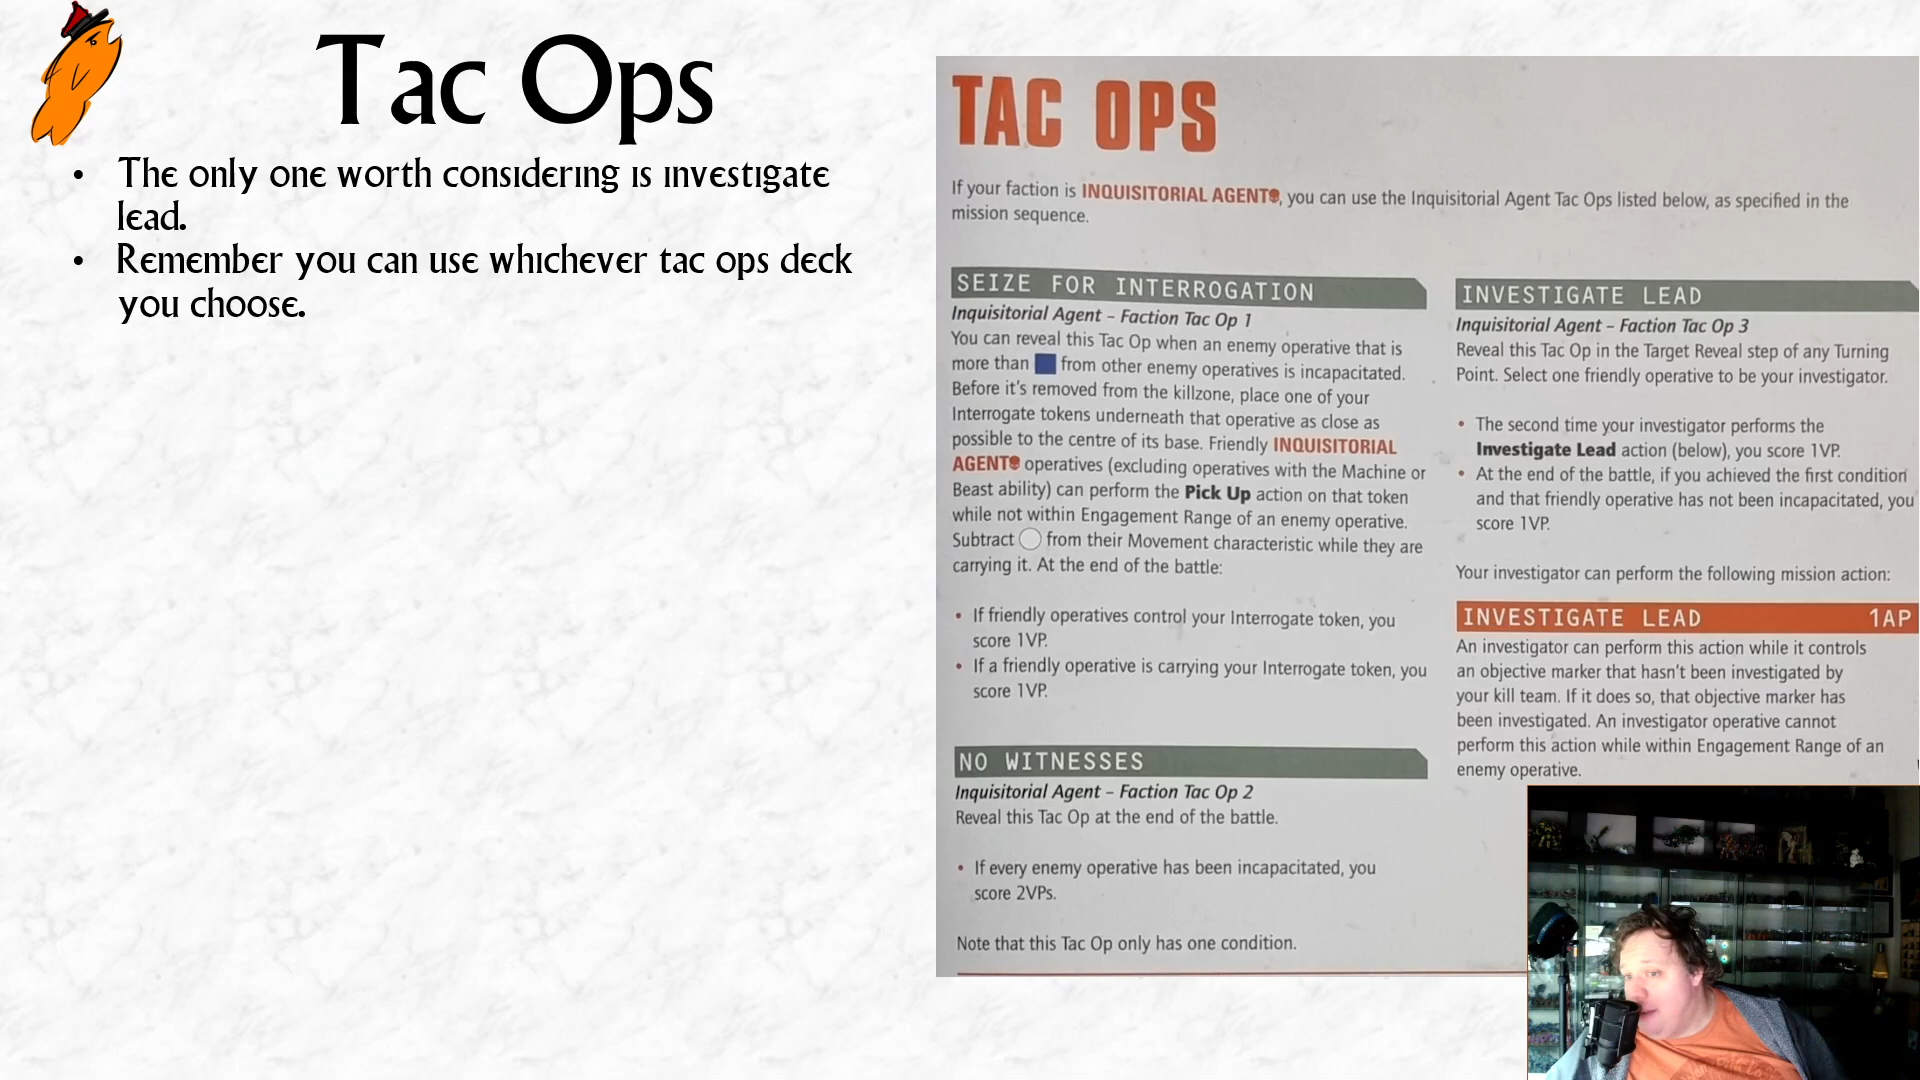 Tac Ops
• The only one worth considering is investigate
lead.
• Remember you can use whichever tac ops deck
you choose.
TAC OPS
If your faction is INQUISITORIAL AGENT, you can use the Inquisitorial Agent Tac Ops listed below, as specified in the
mission sequence.
SEIZE FOR INTERROGATION
Inquisitorial Agent – Faction Tac Op 1
You can reveal this Tac Op when an enemy operative that is
more than from other enemy operatives is incapacitated.
Before it's removed from the killzone, place one of your
Interrogate tokens underneath that operative as close as
possible to the centre of its base. Friendly INQUISITORIAL
AGENT operatives (excluding operatives with the Machine or
Beast ability) can perform the Pick Up action on that token
while not within Engagement Range of an enemy operative.
Subtract from their Movement characteristic while they are
carrying it. At the end of the battle:
• If friendly operatives control your Interrogate token, you
score 1VP.
• If a friendly operative is carrying your Interrogate token, you
score 1VP.
NO WITNESSES
Inquisitorial Agent – Faction Tac Op 2
Reveal this Tac Op at the end of the battle.
• If every enemy operative has been incapacitated, you
score 2VPs.
Note that this Tac Op only has one condition.
INVESTIGATE LEAD
Inquisitorial Agent – Faction Tac Op 3
Reveal this Tac Op in the Target Reveal step of any Turning
Point. Select one friendly operative to be your investigator.
• The second time your investigator performs the
Investigate Lead action (below), you score 1VP.
• At the end of the battle, if you achieved the first condition
and that friendly operative has not been incapacitated, you
score 1VP.
Your investigator can perform the following mission action:
INVESTIGATE LEAD 1AP
An investigator can perform this action while it controls
an objective marker that hasn't been investigated by
your kill team. If it does so, that objective marker has
been investigated. An investigator operative cannot
perform this action while within Engagement Range of an
enemy operative.